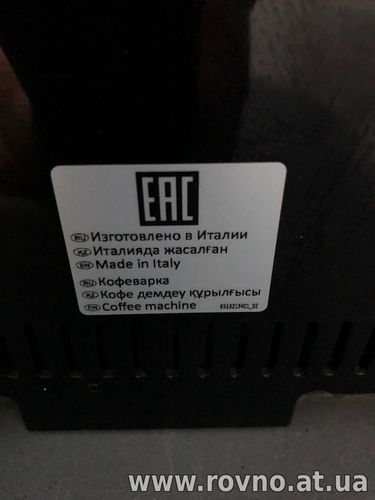 EAC
RU Изготовлено в Италии
KZ Италияда жасалған
EN Made in Italy
RU Кофеварка
KZ Кофе демдеу құрылғысы
EN Coffee machine 6513213401_02
www.rovno.at.ua